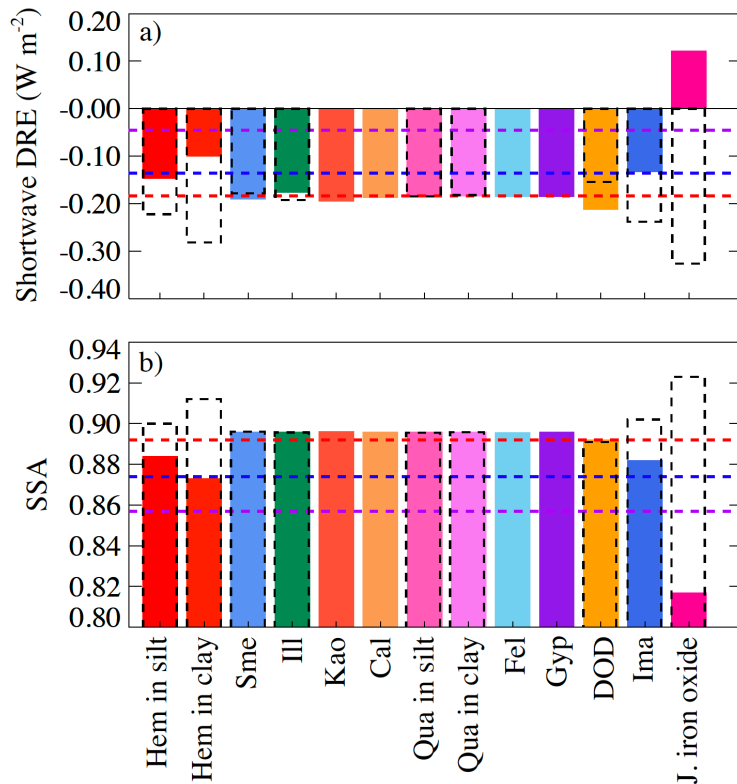 a)
Shortwave DRE (W m⁻²)
0.20
0.10
-0.00
-0.10
-0.20
-0.30
-0.40
b)
SSA
0.94
0.92
0.90
0.88
0.86
0.84
0.82
0.80
Hem in silt
Hem in clay
Sme
Ill
Kao
Cal
Qua in silt
Qua in clay
Fel
Gyp
DOD
Ima
J. iron oxide